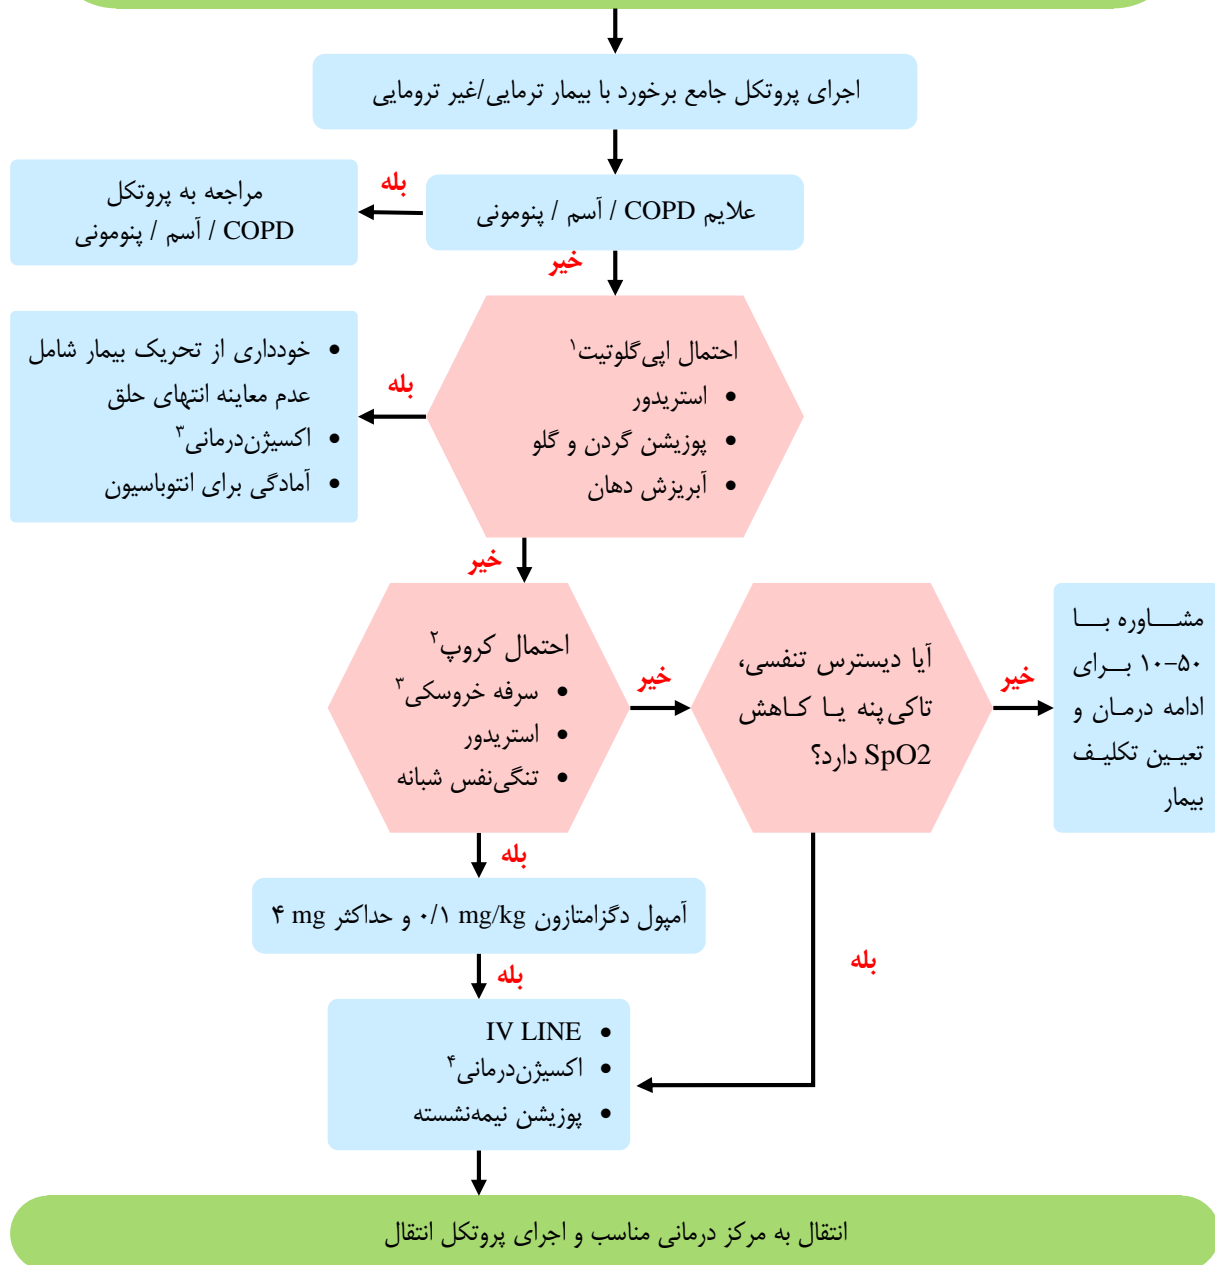 اجرای پروتکل جامع برخورد با بیمار ترمایی/غیر ترومایی
علایم COPD / آسم / پنومونی
بله
مراجعه به پروتکل
COPD / آسم / پنومونی
خیر
احتمال اپی‌گلوتیت۱
• استریدور
• پوزیشن گردن و گلو
• آبریزش دهان
بله
• خودداری از تحریک بیمار شامل
عدم معاینه انتهای حلق
• اکسیژن‌درمانی۳
• آمادگی برای انتوباسیون
خیر
احتمال کروپ۲
• سرفه خروسکی۳
• استریدور
• تنگی‌نفس شبانه
خیر
آیا دیسترس تنفسی،
تاکی‌پنه یا کاهش
SpO2 دارد؟
خیر
مشاوره با
۱۰-۵۰ برای
ادامه درمان و
تعیین تکلیف
بیمار
بله
آمپول دگزامتازون ۰/۱ mg/kg و حداکثر ۴ mg
بله
بله
• IV LINE
• اکسیژن‌درمانی۴
• پوزیشن نیمه‌نشسته
انتقال به مرکز درمانی مناسب و اجرای پروتکل انتقال